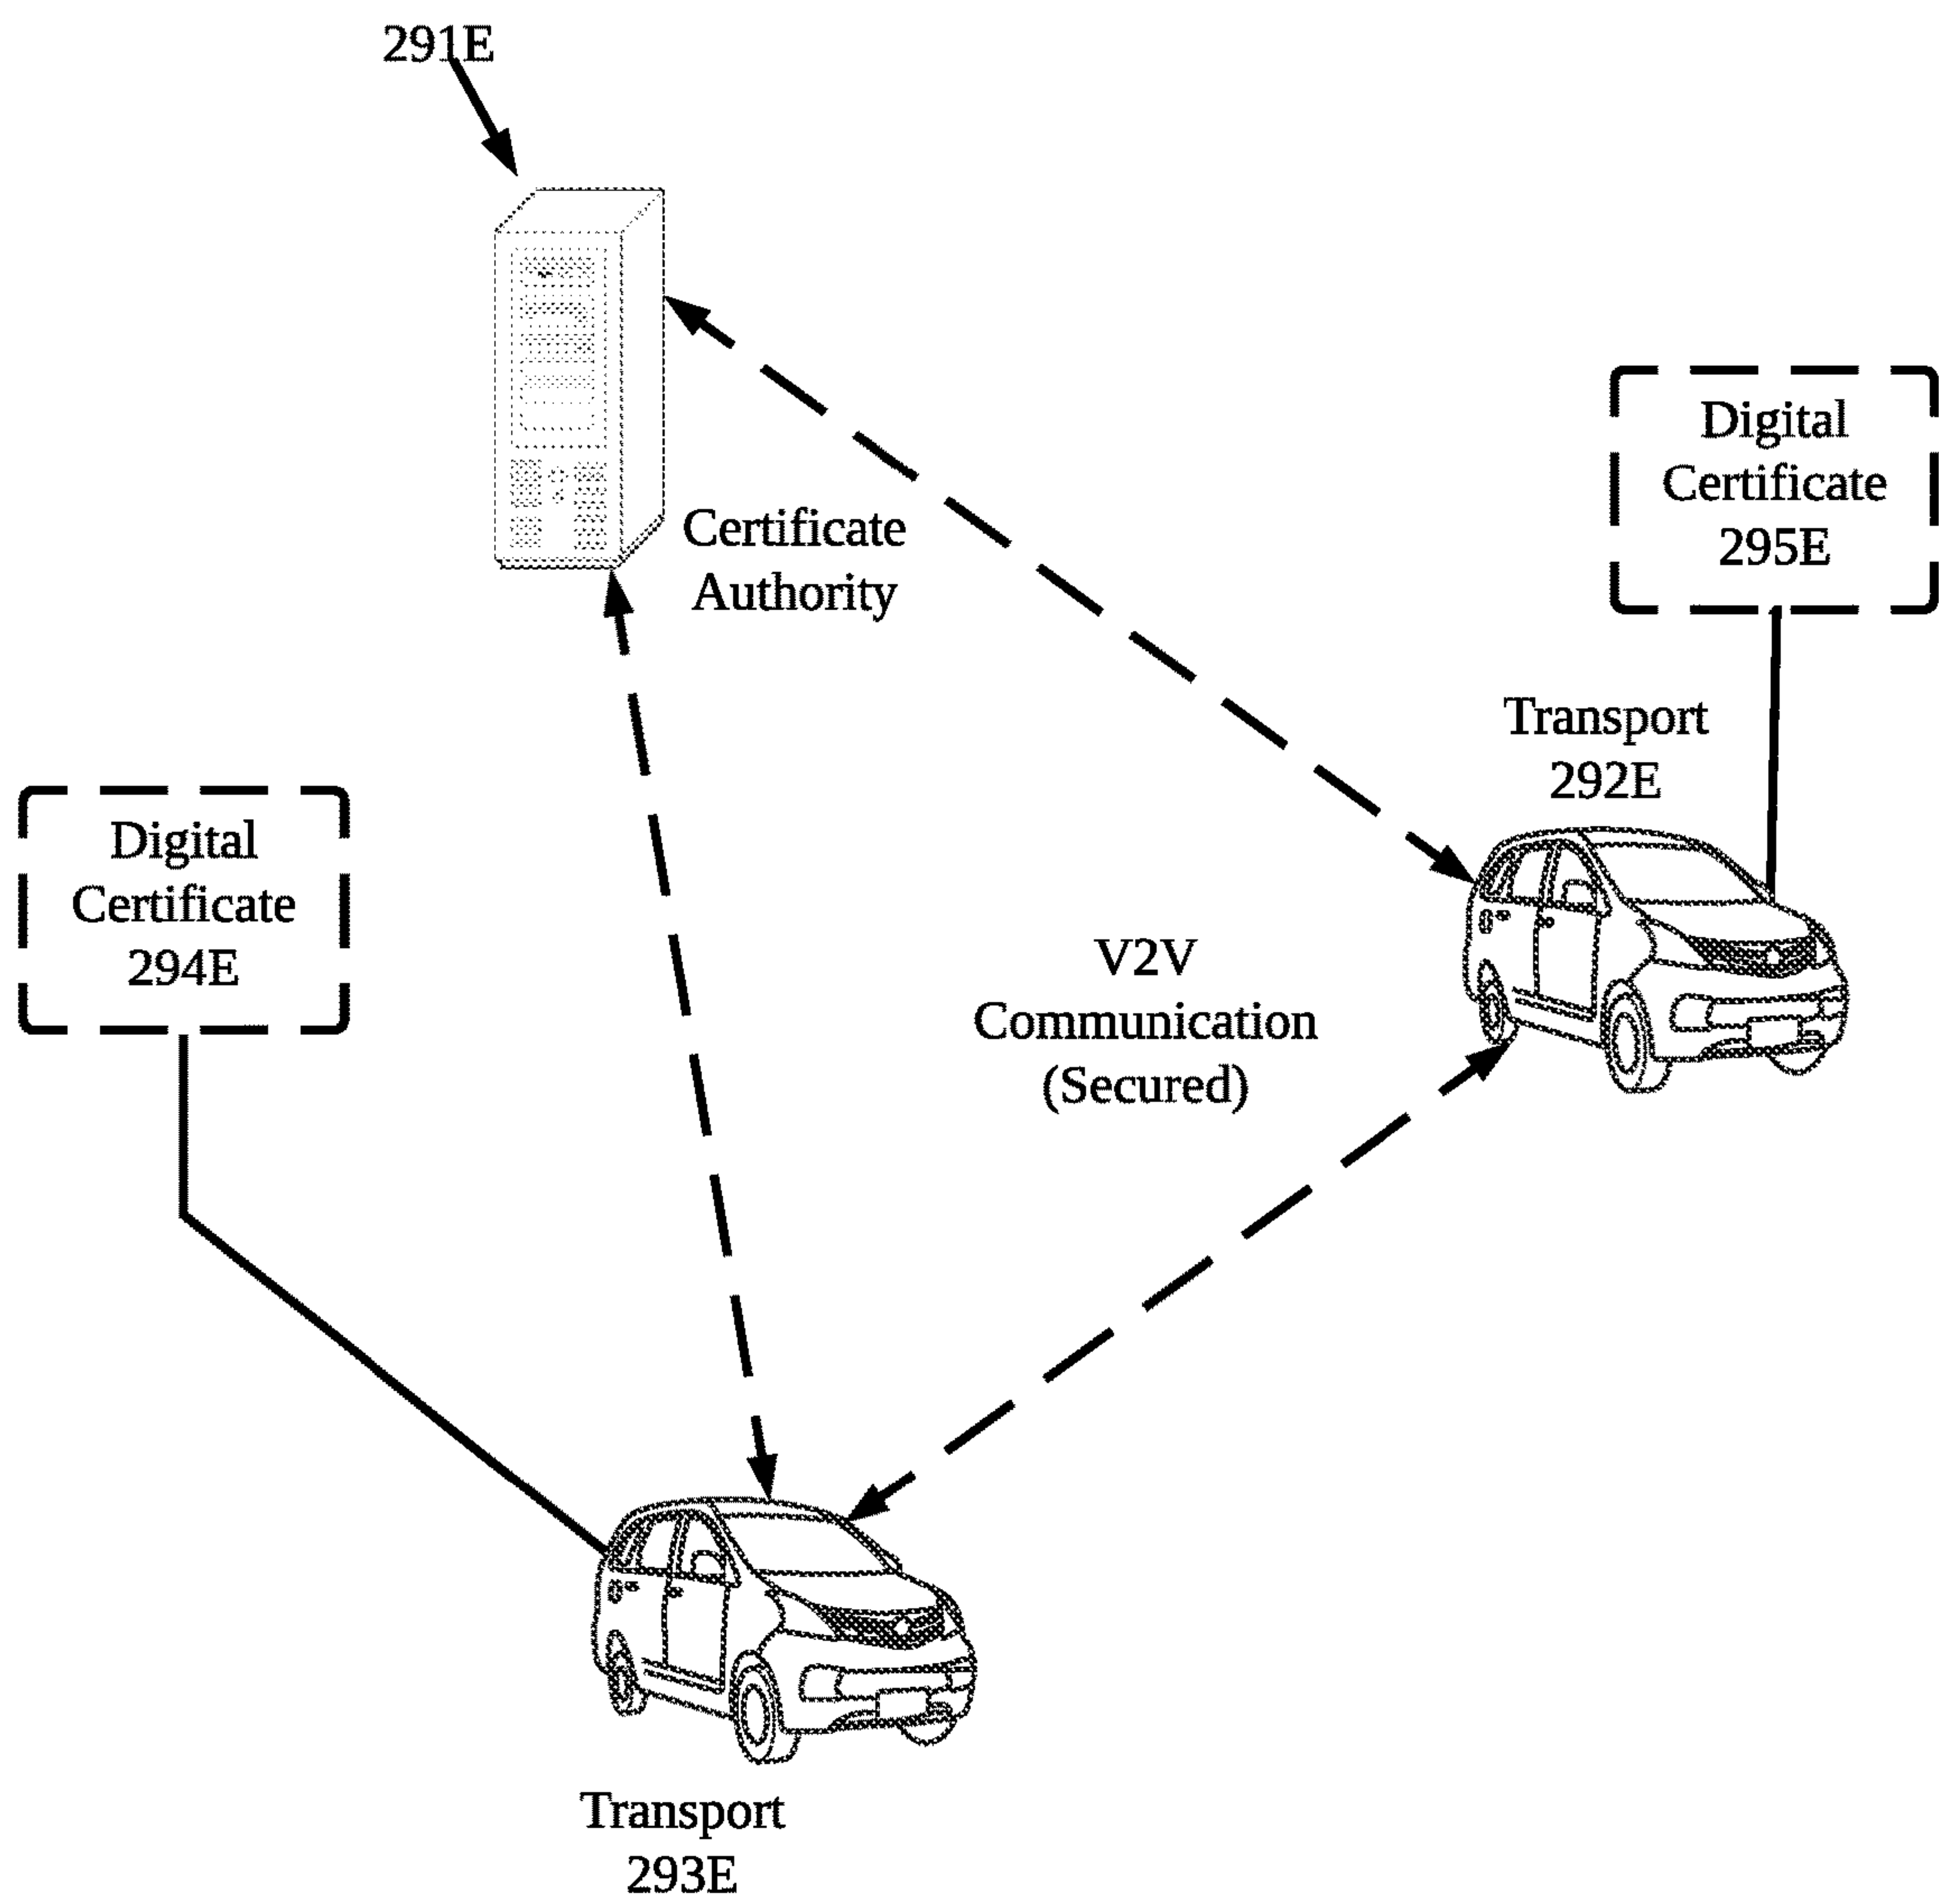 291E
Certificate
Authority
Digital
Certificate
295E
Transport
292E
Digital
Certificate
294E
V2V
Communication
(Secured)
Transport
293E